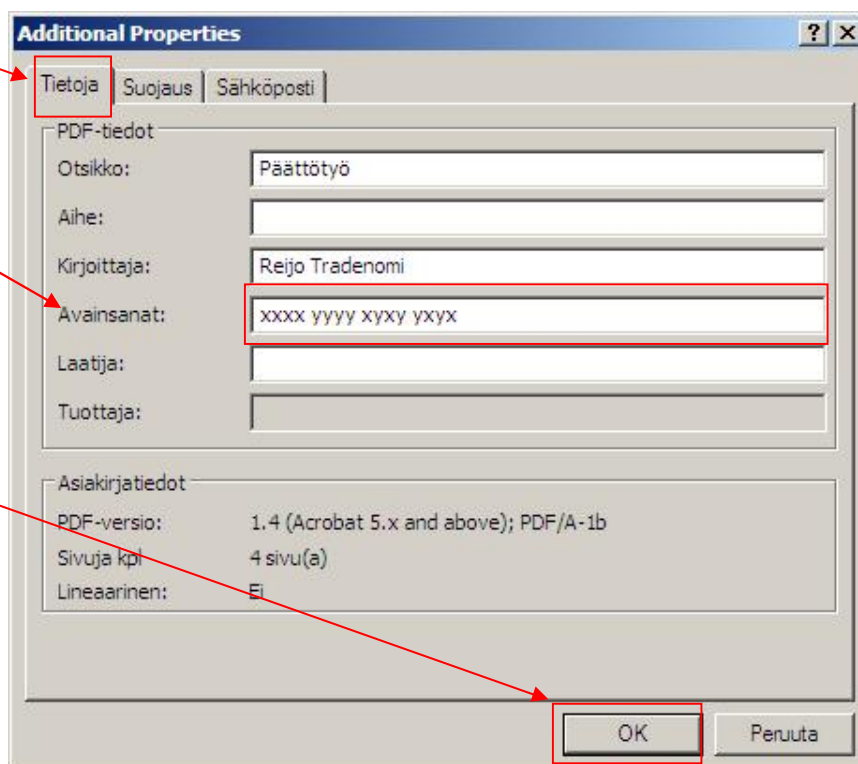 Additional Properties
Tietoja Suojaus Sähköposti
PDF-tiedot
Otsikko: Päättötyö
Aihe:
Kirjoittaja: Reijo Tradenomi
Avainsanat: xxxx yyyy xyxy yxyx
Laatija:
Tuottaja:
Asiakirjatiedot
PDF-versio: 1.4 (Acrobat 5.x and above); PDF/A-1b
Sivuja kpl 4 sivu(a)
Lineaarinen: Ei
OK Peruuta